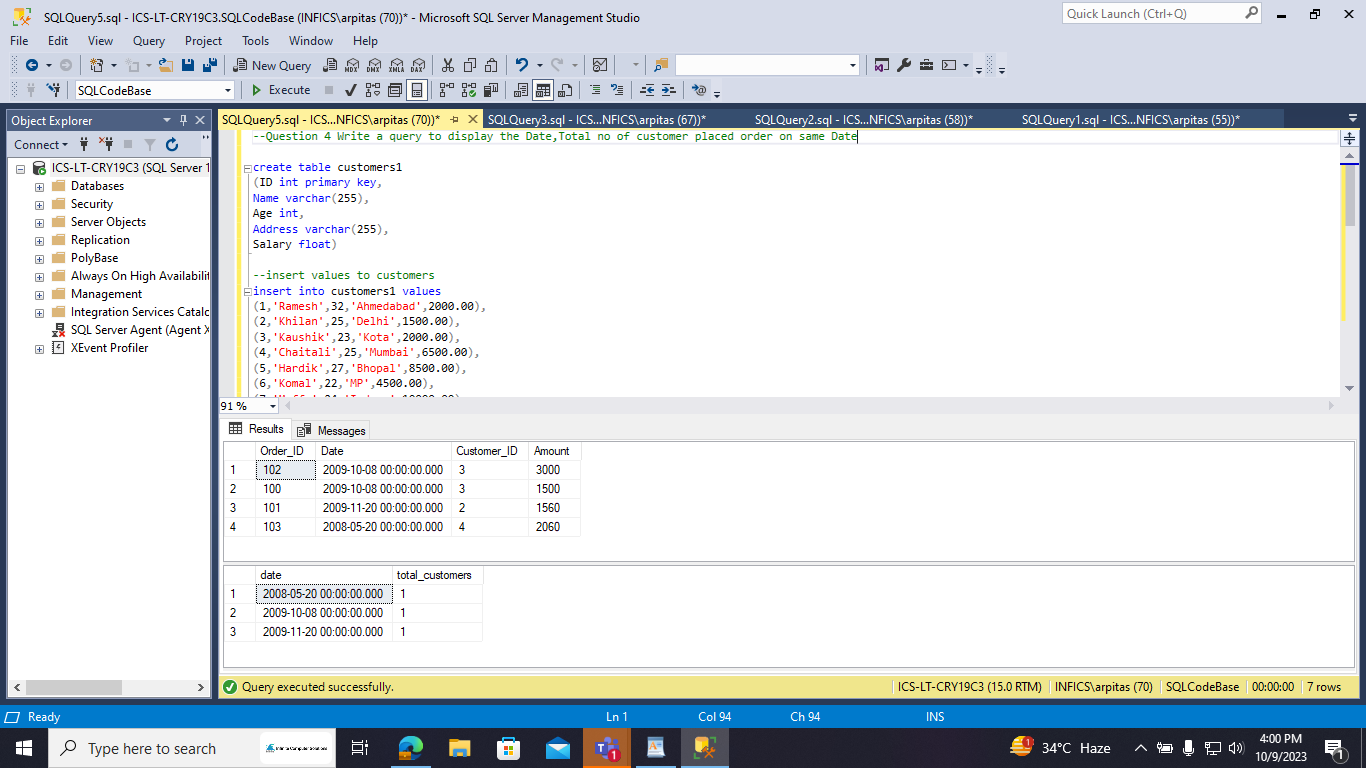 SQLQuery5.sql - ICS-LT-CRY19C3.SQLCodeBase (INFICS\arpitas (70))* - Microsoft SQL Server Management Studio
Quick Launch (Ctrl+Q)
File Edit View Query Project Tools Window Help
New Query MDX DMX XMLA DAX
SQLCodeBase Execute
Object Explorer
Connect
ICS-LT-CRY19C3 (SQL Server 1
Databases
Security
Server Objects
Replication
PolyBase
Always On High Availabilit
Management
Integration Services Catalo
SQL Server Agent (Agent X
XEvent Profiler
SQLQuery5.sql - ICS...NFICS\arpitas (70))* SQLQuery3.sql - ICS...NFICS\arpitas (67))* SQLQuery2.sql - ICS...NFICS\arpitas (58))* SQLQuery1.sql - ICS...NFICS\arpitas (55))*
--Question 4 Write a query to display the Date,Total no of customer placed order on same Date
create table customers1
(ID int primary key,
Name varchar(255),
Age int,
Address varchar(255),
Salary float)
--insert values to customers
insert into customers1 values
(1,'Ramesh',32,'Ahmedabad',2000.00),
(2,'Khilan',25,'Delhi',1500.00),
(3,'Kaushik',23,'Kota',2000.00),
(4,'Chaitali',25,'Mumbai',6500.00),
(5,'Hardik',27,'Bhopal',8500.00),
(6,'Komal',22,'MP',4500.00),
91 %
Results Messages
Order_ID Date Customer_ID Amount
1 102 2009-10-08 00:00:00.000 3 3000
2 100 2009-10-08 00:00:00.000 3 1500
3 101 2009-11-20 00:00:00.000 2 1560
4 103 2008-05-20 00:00:00.000 4 2060
date total_customers
1 2008-05-20 00:00:00.000 1
2 2009-10-08 00:00:00.000 1
3 2009-11-20 00:00:00.000 1
Query executed successfully. ICS-LT-CRY19C3 (15.0 RTM) INFICS\arpitas (70) SQLCodeBase 00:00:00 7 rows
Ready Ln 1 Col 94 Ch 94 INS
Type here to search Infinite Computer Solutions 1 1 34°C Haze 4:00 PM
10/9/2023 1